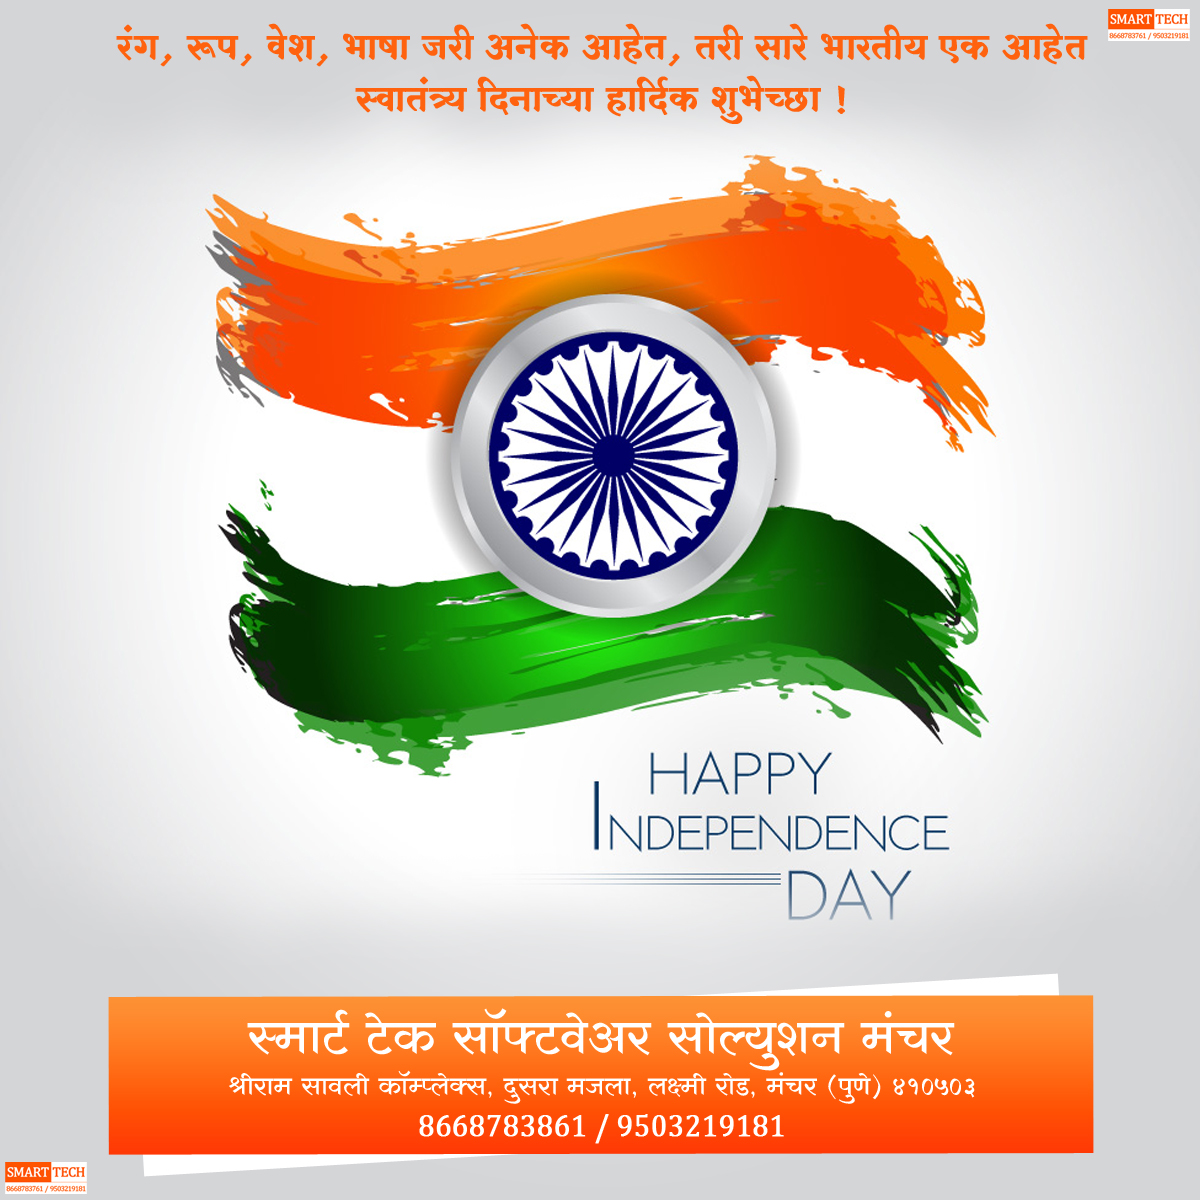 SMART TECH
8668783761 / 9503219181
रंग, रूप, वेश, भाषा जरी अनेक आहेत, तरी सारे भारतीय एक आहेत
स्वातंत्र्य दिनाच्या हार्दिक शुभेच्छा !
HAPPY
INDEPENDENCE
DAY
स्मार्ट टेक सॉफ्टवेअर सोल्युशन मंचर
श्रीराम सावली कॉम्प्लेक्स, दुसरा मजला, लक्ष्मी रोड, मंचर (पुणे) ४१०५०३
8668783861 / 9503219181
SMART TECH
8668783761 / 9503219181